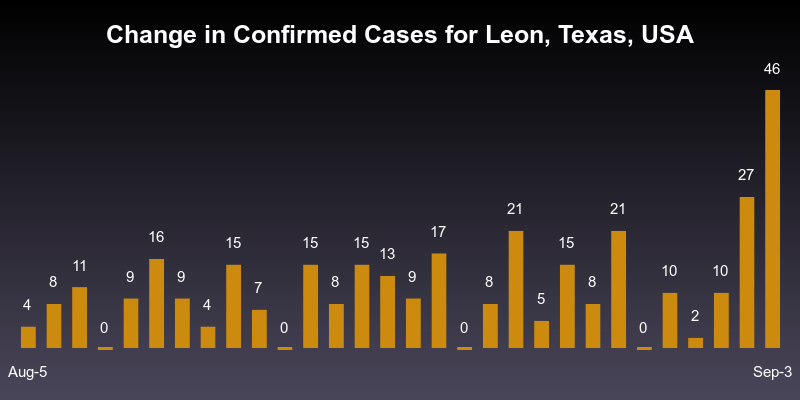 Change in Confirmed Cases for Leon, Texas, USA
4 8 11 0 9 16 9 4 15 7 0 15 8 15 13 9 17 0 8 21 5 15 8 21 0 10 2 10 27 46
Aug-5 Sep-3